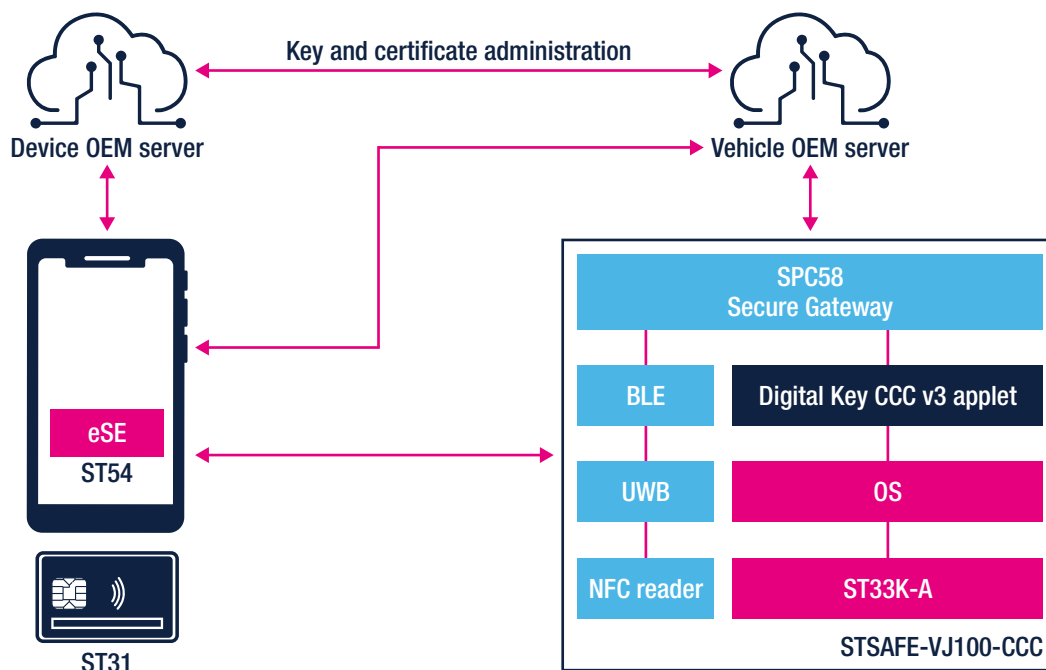 Key and certificate administration
Device OEM server
Vehicle OEM server
eSE
ST54
ST31
SPC58
Secure Gateway
BLE
Digital Key CCC v3 applet
UWB
OS
NFC reader
ST33K-A
STSAFE-VJ100-CCC